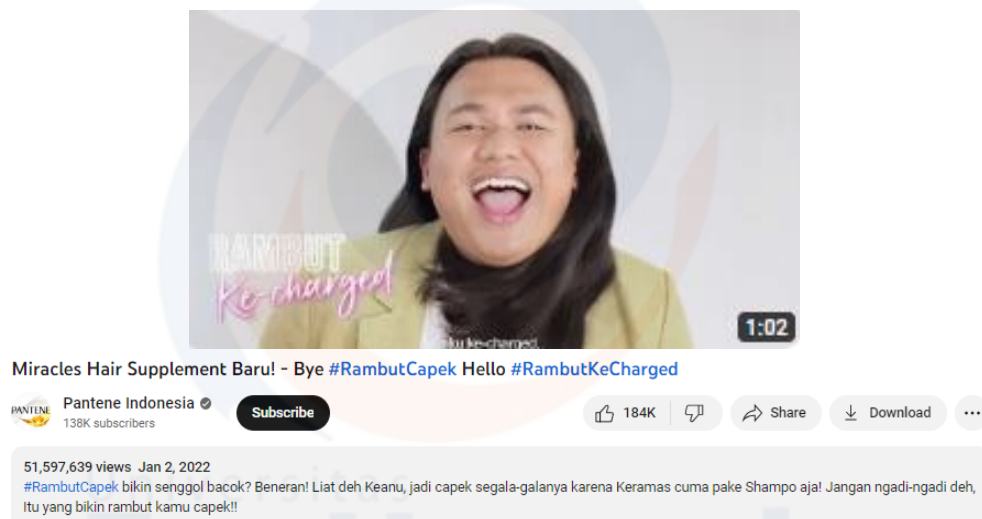 RAMBUT
Ke-charged
ku ke-charged,
1:02
Miracles Hair Supplement Baru! - Bye #RambutCapek Hello #RambutKeCharged
PANTENE
Pantene Indonesia
138K subscribers
Subscribe
184K
Share
Download
51,597,639 views Jan 2, 2022
#RambutCapek bikin senggol bacok? Beneran! Liat deh Keanu, jadi capek segala-galanya karena Keramas cuma pake Shampo aja! Jangan ngadi-ngadi deh,
Itu yang bikin rambut kamu capek!!
Universitas